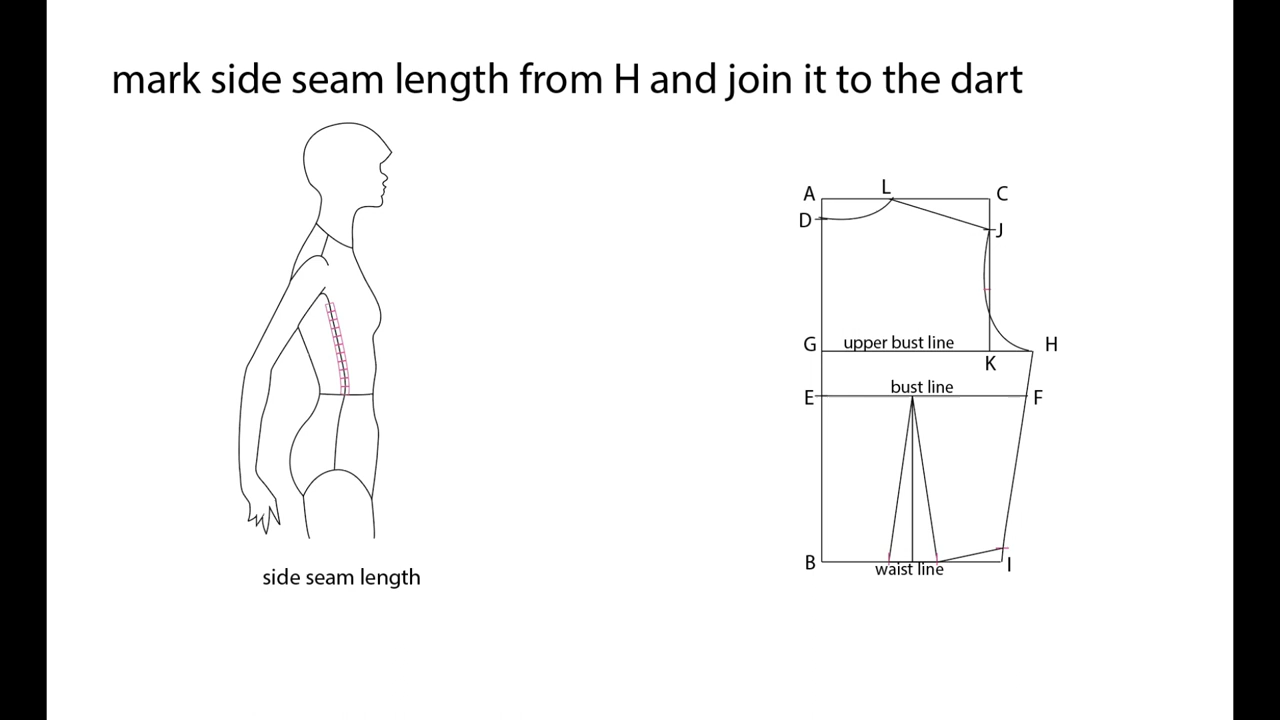 mark side seam length from H and join it to the dart
A
L
C
D
J
G
upper bust line
H
K
bust line
E
F
B
waist line
I
side seam length